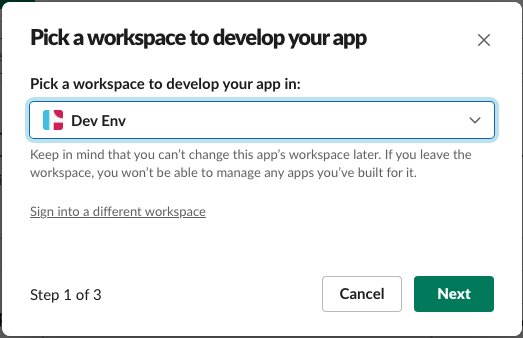 Pick a workspace to develop your app
Pick a workspace to develop your app in:
Dev Env
Keep in mind that you can’t change this app’s workspace later. If you leave the
workspace, you won’t be able to manage any apps you’ve built for it.
Sign into a different workspace
Step 1 of 3
Cancel
Next